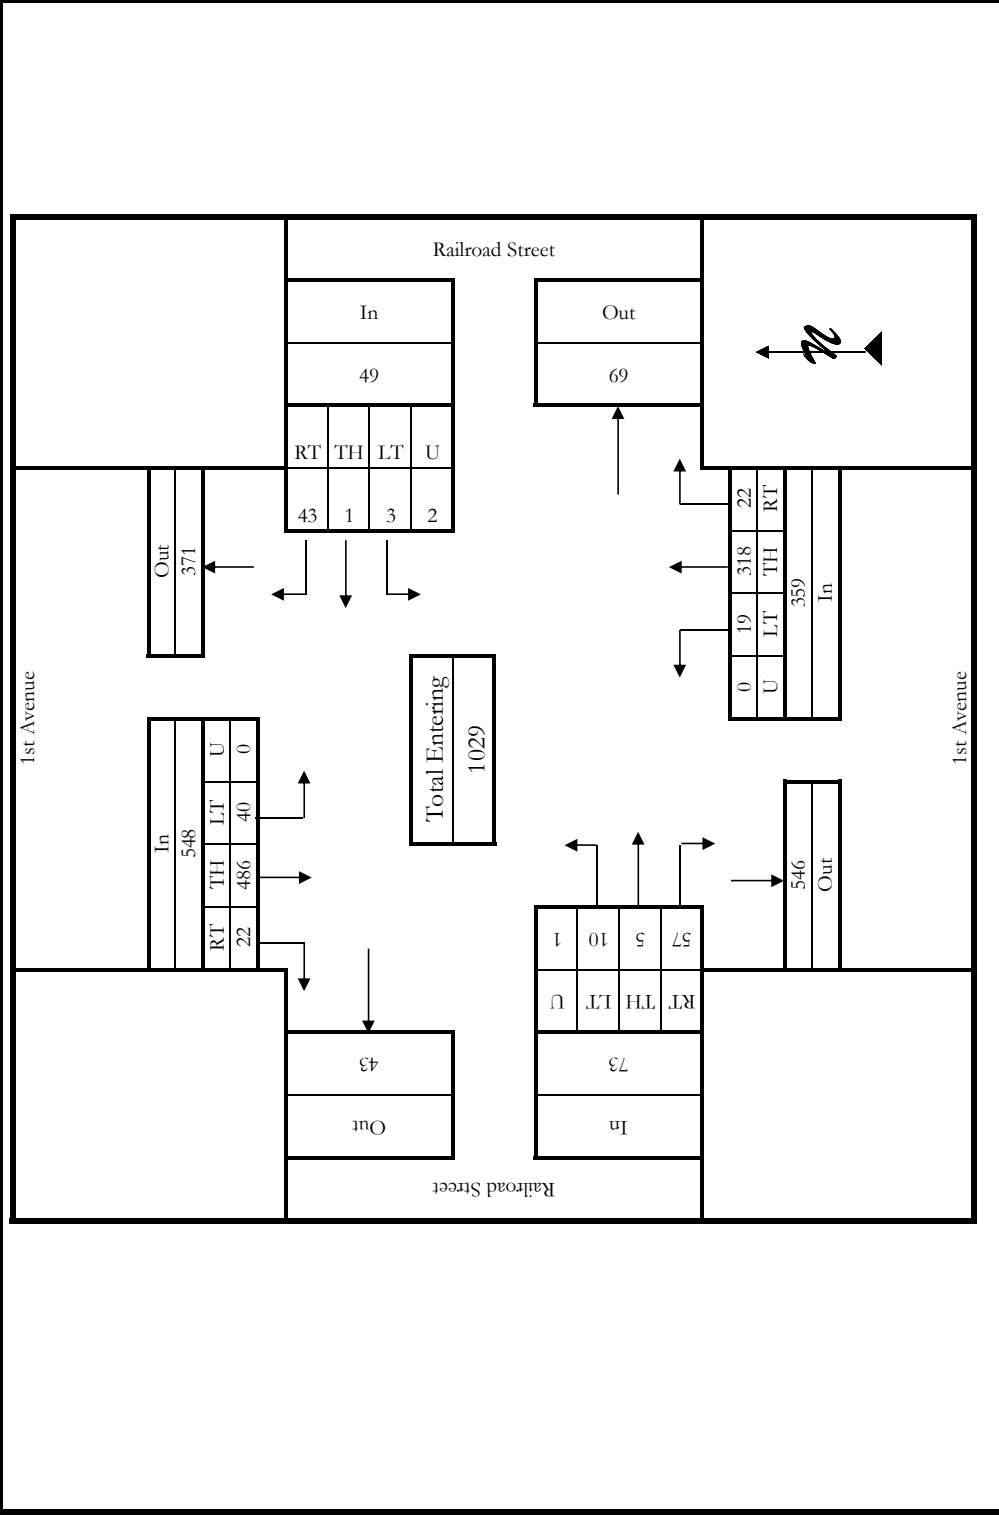 Railroad Street
In
Out
49
69
RT TH LT U
43 1 3 2
Out
371
22 318 19 0
RT TH LT U
359
In
1st Avenue
1st Avenue
Total Entering
1029
In
548
RT TH LT U
22 486 40 0
546
Out
1 10 5 57
U LT TH RT
43
73
Out
In
Railroad Street
N